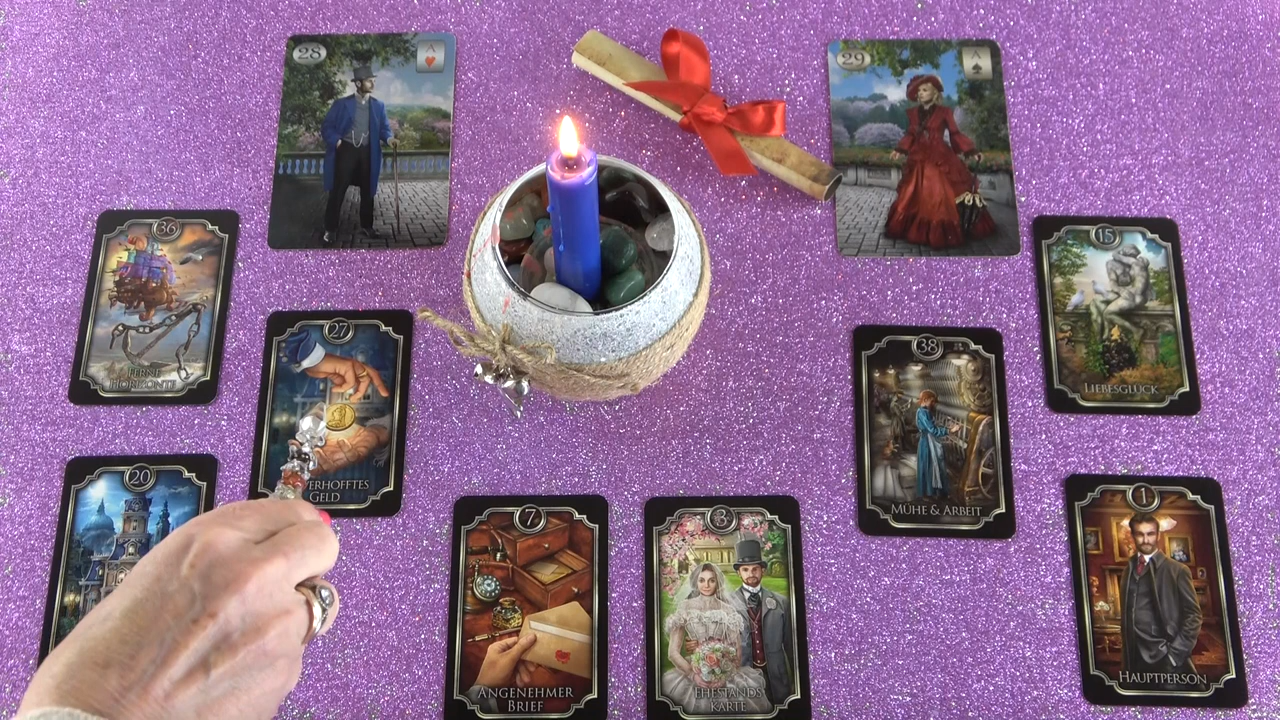 28
A
29
A
36
FERNE
HORIZONTE
15
LIEBESGLÜCK
27
GELD
38
MÜHE & ARBEIT
20
7
ANGENEHMER
BRIEF
3
EHESTANDS
KARTE
1
HAUPTPERSON